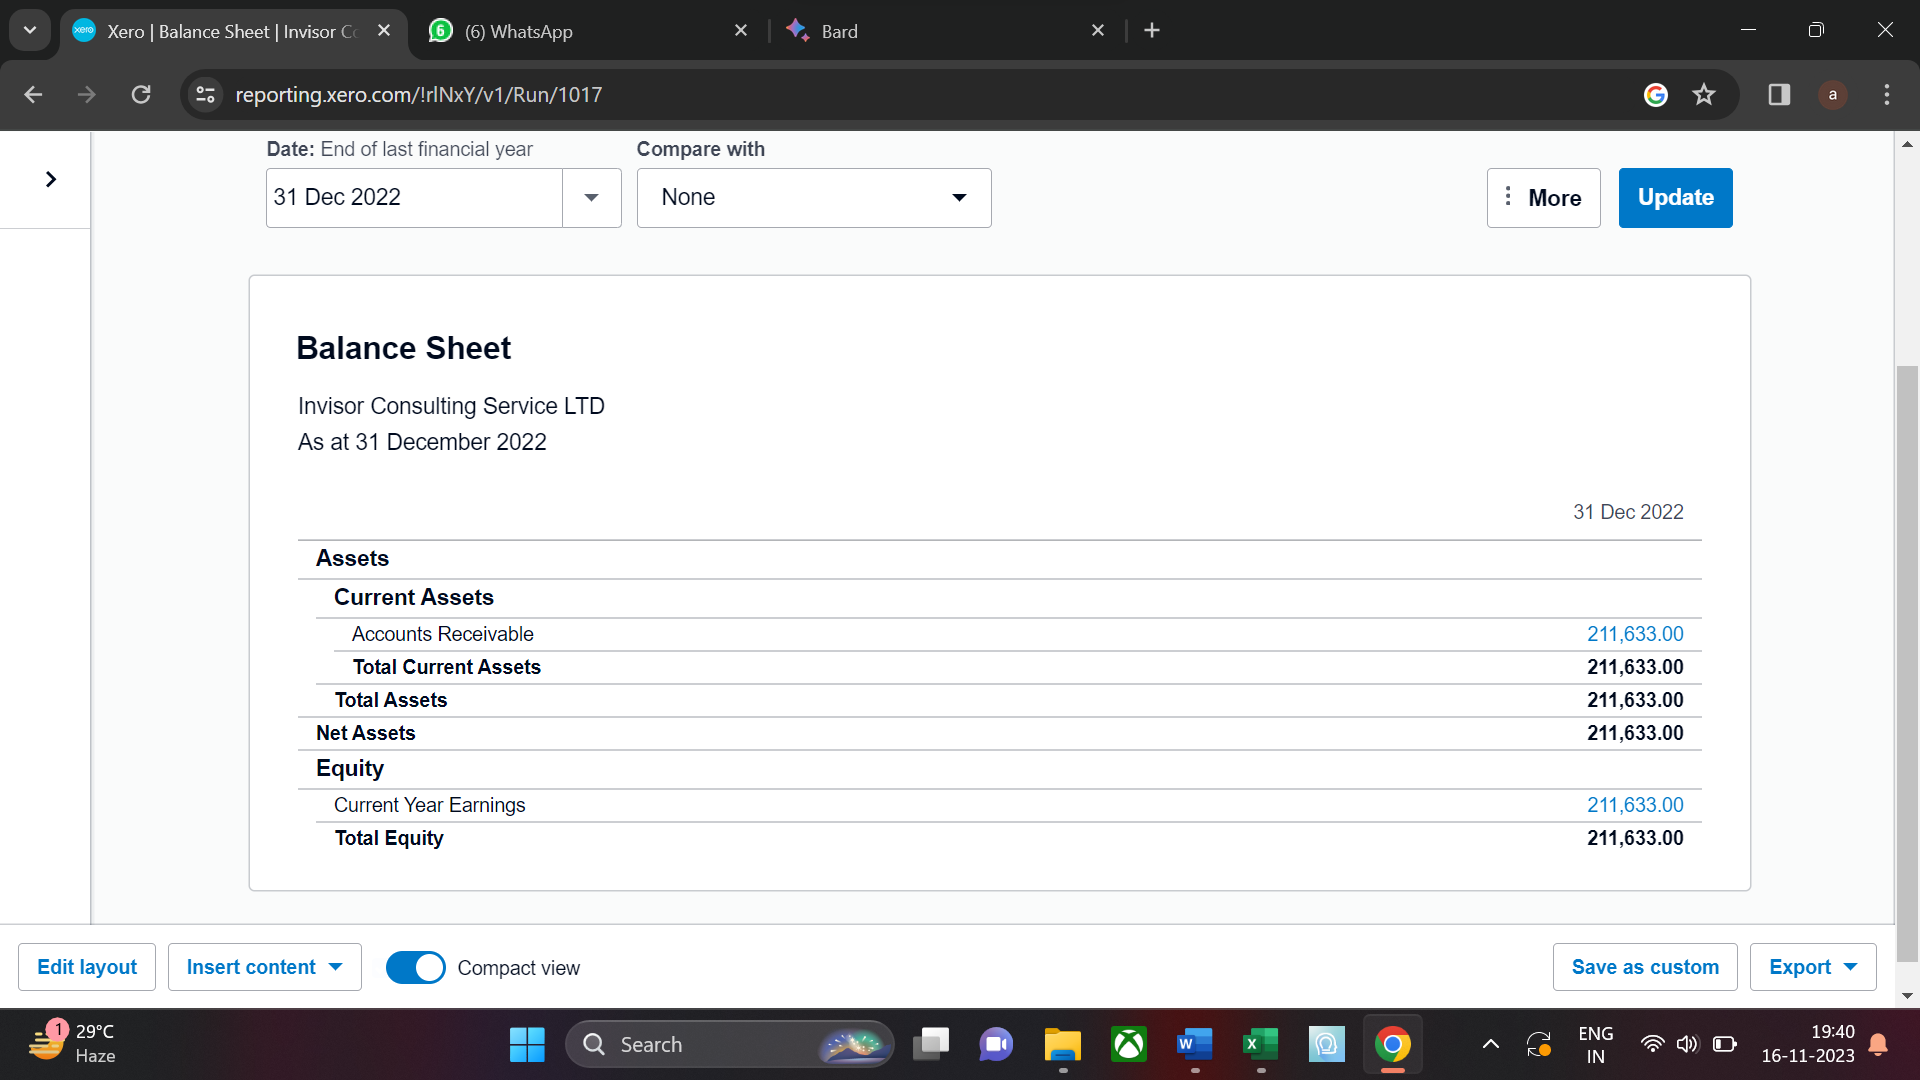 Xero | Balance Sheet | Invisor Co
(6) WhatsApp
Bard
reporting.xero.com/!rlNxY/v1/Run/1017
a
Date: End of last financial year
Compare with
31 Dec 2022
None
More
Update
Balance Sheet
Invisor Consulting Service LTD
As at 31 December 2022
31 Dec 2022
Assets
Current Assets
Accounts Receivable 211,633.00
Total Current Assets 211,633.00
Total Assets 211,633.00
Net Assets 211,633.00
Equity
Current Year Earnings 211,633.00
Total Equity 211,633.00
Edit layout
Insert content
Compact view
Save as custom
Export
1
29°C
Haze
Search
ENG
IN
19:40
16-11-2023